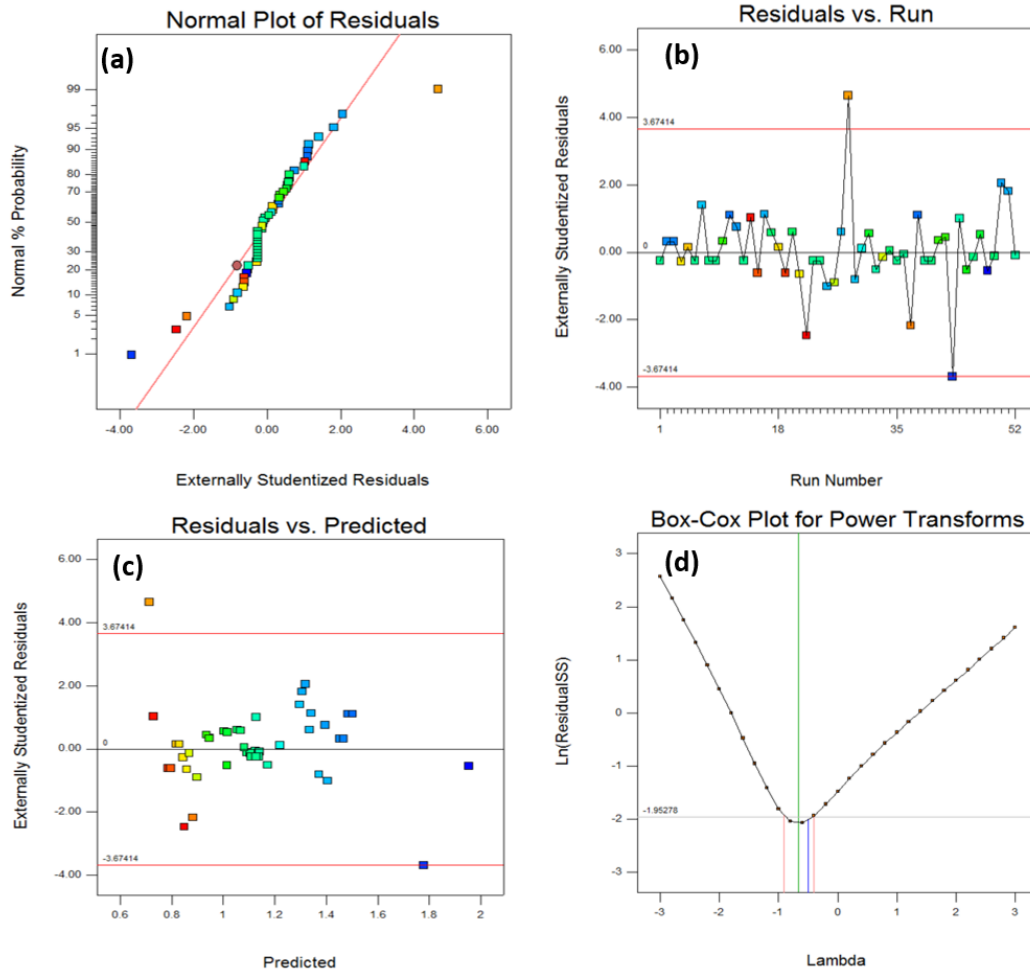 Normal Plot of Residuals
(a)
Normal % Probability
99
95
90
80
70
50
30
20
10
5
1
-4.00 -2.00 0.00 2.00 4.00 6.00
Externally Studentized Residuals
Residuals vs. Run
(b)
Externally Studentized Residuals
6.00
4.00
3.67414
2.00
0.00
0
-2.00
-3.67414
-4.00
1 18 35 52
Run Number
Residuals vs. Predicted
(c)
Externally Studentized Residuals
6.00
4.00
3.67414
2.00
0.00
0
-2.00
-3.67414
-4.00
0.6 0.8 1 1.2 1.4 1.6 1.8 2
Predicted
Box-Cox Plot for Power Transforms
(d)
Ln(ResidualSS)
3
2
1
0
-1
-1.95278
-2
-3
-3 -2 -1 0 1 2 3
Lambda